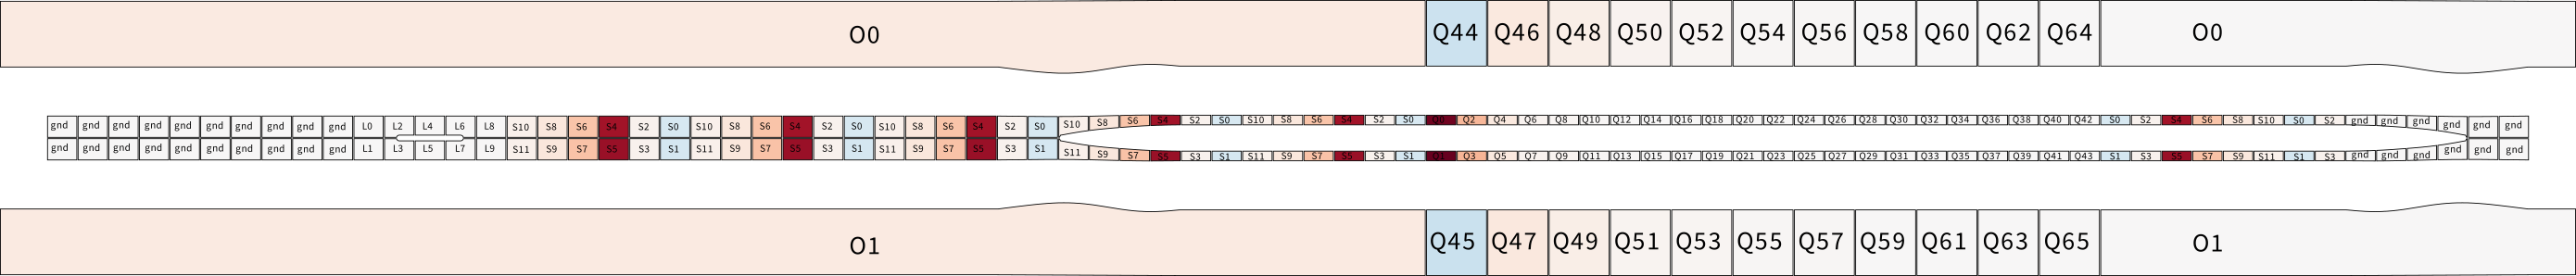 O0 Q44 Q46 Q48 Q50 Q52 Q54 Q56 Q58 Q60 Q62 Q64 O0
gnd gnd gnd gnd gnd gnd gnd gnd gnd gnd L0 L2 L4 L6 L8 S10 S8 S6 S4 S2 S0 S10 S8 S6 S4 S2 S0 S10 S8 S6 S4 S2 S0 S10 S8 S6 S4 S2 S0 S10 S8 S6 S4 S2 S0 Q0 Q2 Q4 Q6 Q8 Q10 Q12 Q14 Q16 Q18 Q20 Q22 Q24 Q26 Q28 Q30 Q32 Q34 Q36 Q38 Q40 Q42 S0 S2 S4 S6 S8 S10 S0 S2 gnd gnd gnd gnd gnd gnd
gnd gnd gnd gnd gnd gnd gnd gnd gnd gnd L1 L3 L5 L7 L9 S11 S9 S7 S5 S3 S1 S11 S9 S7 S5 S3 S1 S11 S9 S7 S5 S3 S1 S11 S9 S7 S5 S3 S1 S11 S9 S7 S5 S3 S1 Q1 Q3 Q5 Q7 Q9 Q11 Q13 Q15 Q17 Q19 Q21 Q23 Q25 Q27 Q29 Q31 Q33 Q35 Q37 Q39 Q41 Q43 S1 S3 S5 S7 S9 S11 S1 S3 gnd gnd gnd gnd gnd gnd
O1 Q45 Q47 Q49 Q51 Q53 Q55 Q57 Q59 Q61 Q63 Q65 O1